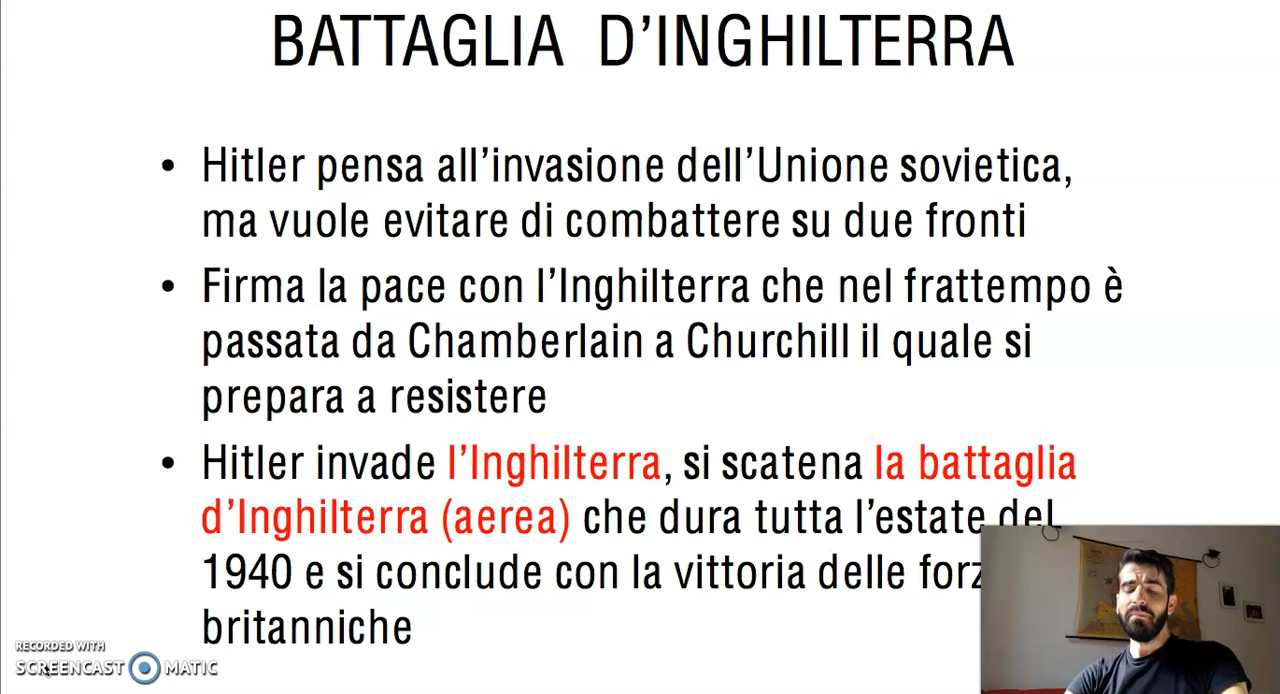 BATTAGLIA D’INGHILTERRA
• Hitler pensa all’invasione dell’Unione sovietica,
ma vuole evitare di combattere su due fronti
• Firma la pace con l’Inghilterra che nel frattempo è
passata da Chamberlain a Churchill il quale si
prepara a resistere
• Hitler invade l’Inghilterra, si scatena la battaglia
d’Inghilterra (aerea) che dura tutta l’estate del
1940 e si conclude con la vittoria delle
britanniche
RECORDED WITH
SCREENCAST MATIC